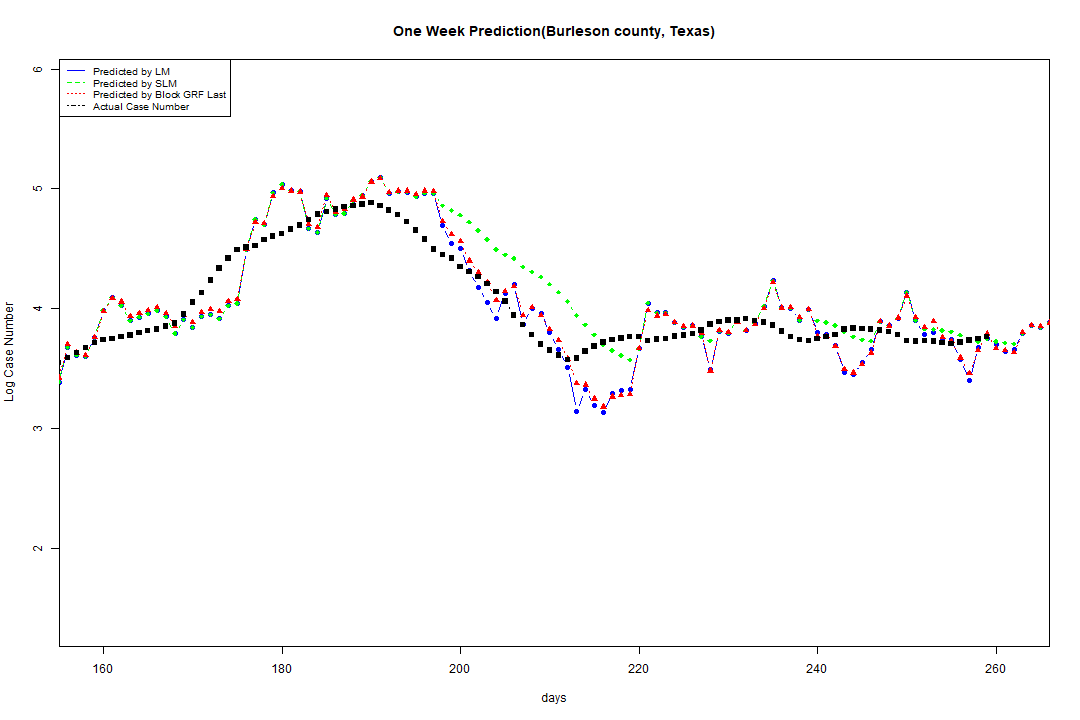 One Week Prediction(Burleson county, Texas)
Predicted by LM
Predicted by SLM
Predicted by Block GRF Last
Actual Case Number
6
5
4
3
2
Log Case Number
160 180 200 220 240 260
days